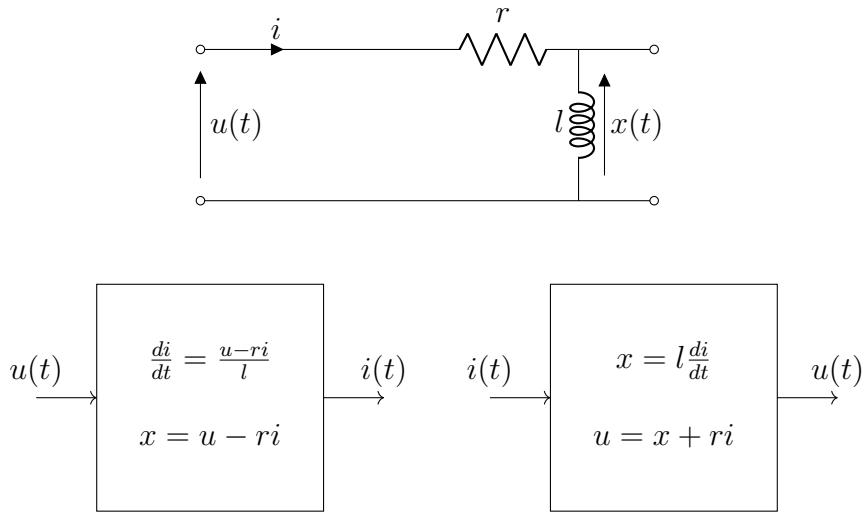 r
i
u(t)
l
x(t)
u(t)
di/dt = u−ri/l
x = u − ri
i(t)
i(t)
x = l di/dt
u = x + ri
u(t)